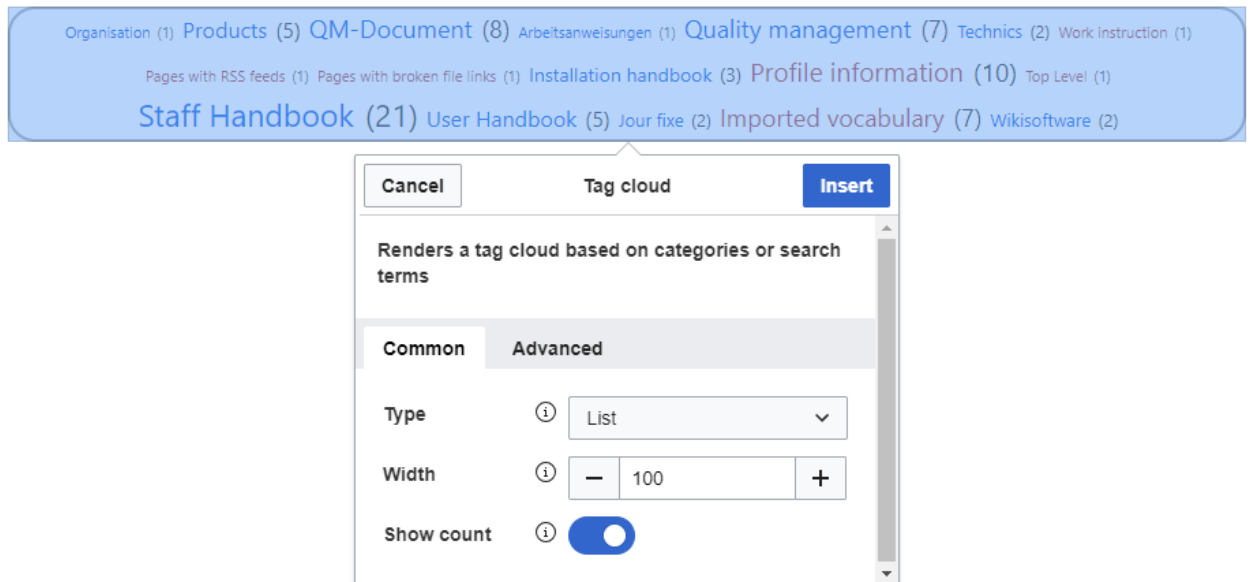 Organisation (1) Products (5) QM-Document (8) Arbeitsanweisungen (1) Quality management (7) Technics (2) Work instruction (1)
Pages with RSS feeds (1) Pages with broken file links (1) Installation handbook (3) Profile information (10) Top Level (1)
Staff Handbook (21) User Handbook (5) Jour fixe (2) Imported vocabulary (7) Wikisoftware (2)
Cancel Tag cloud Insert
Renders a tag cloud based on categories or search
terms
Common Advanced
Type List
Width 100
Show count